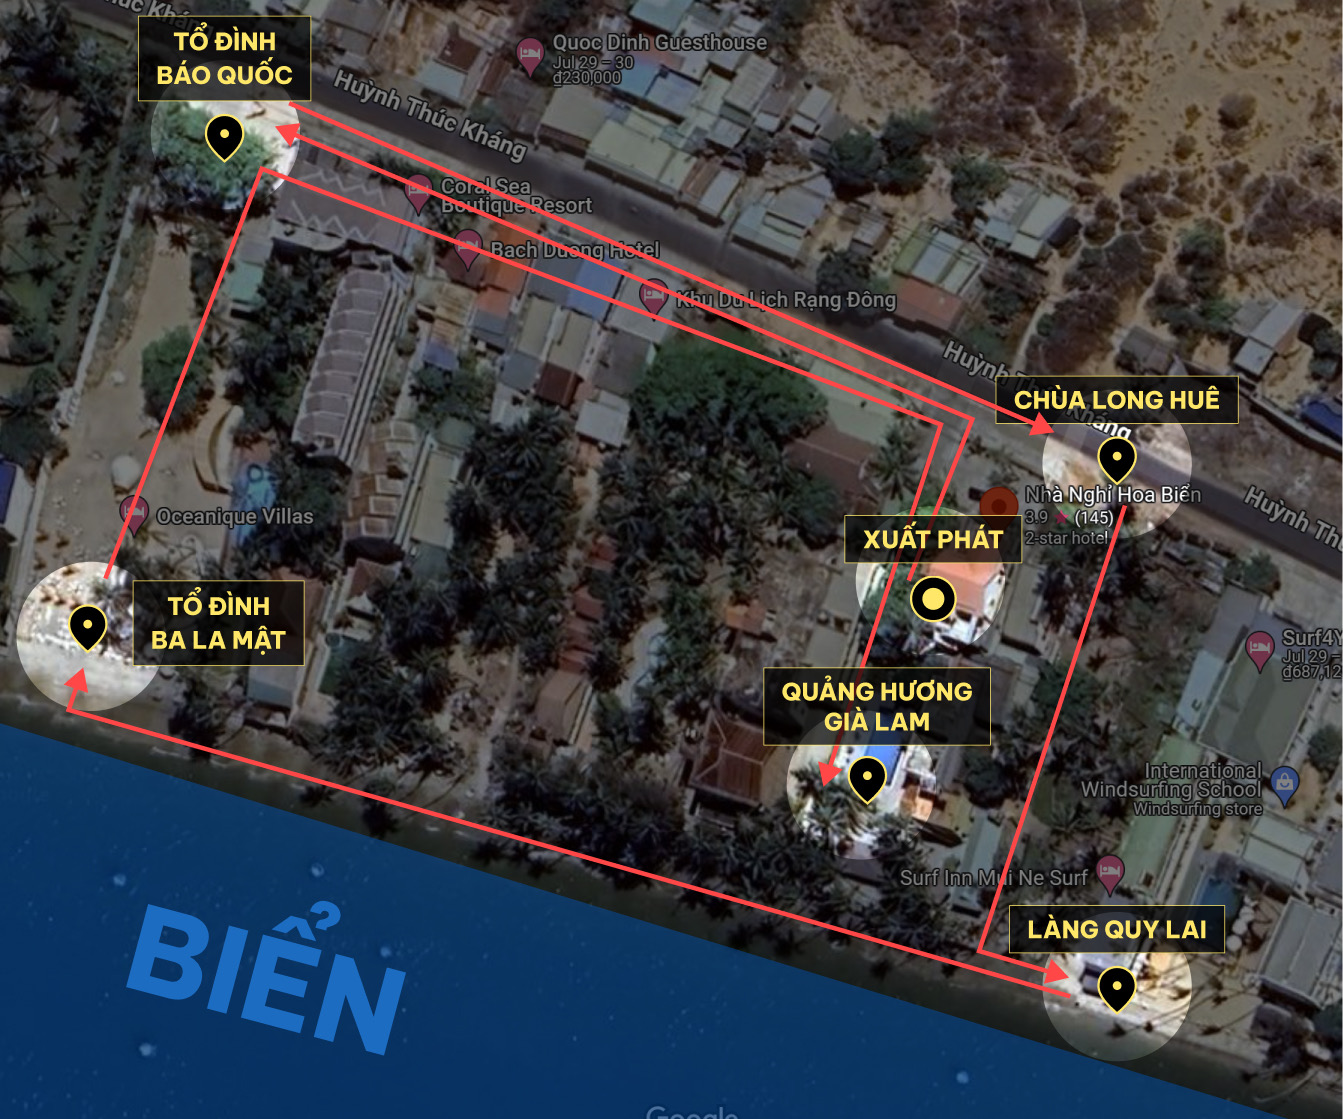 TỔ ĐÌNH
BÁO QUỐC
Quoc Dinh Guesthouse
Jul 29 – 30
₫230,000
Huỳnh Thúc Kháng
Coral Sea
Boutique Resort
Bach Duong Hotel
Khu Du Lịch Rạng Đông
CHÙA LONG HUÊ
Nhà Nghỉ Hoa Biển
3.9 ★ (145)
2-star hotel
Oceanique Villas
XUẤT PHÁT
TỔ ĐÌNH
BA LA MẬT
QUẢNG HƯƠNG
GIÀ LAM
International
Windsurfing School
Windsurfing store
Surf Inn Mui Ne Surf
LÀNG QUY LAI
BIỂN
Google